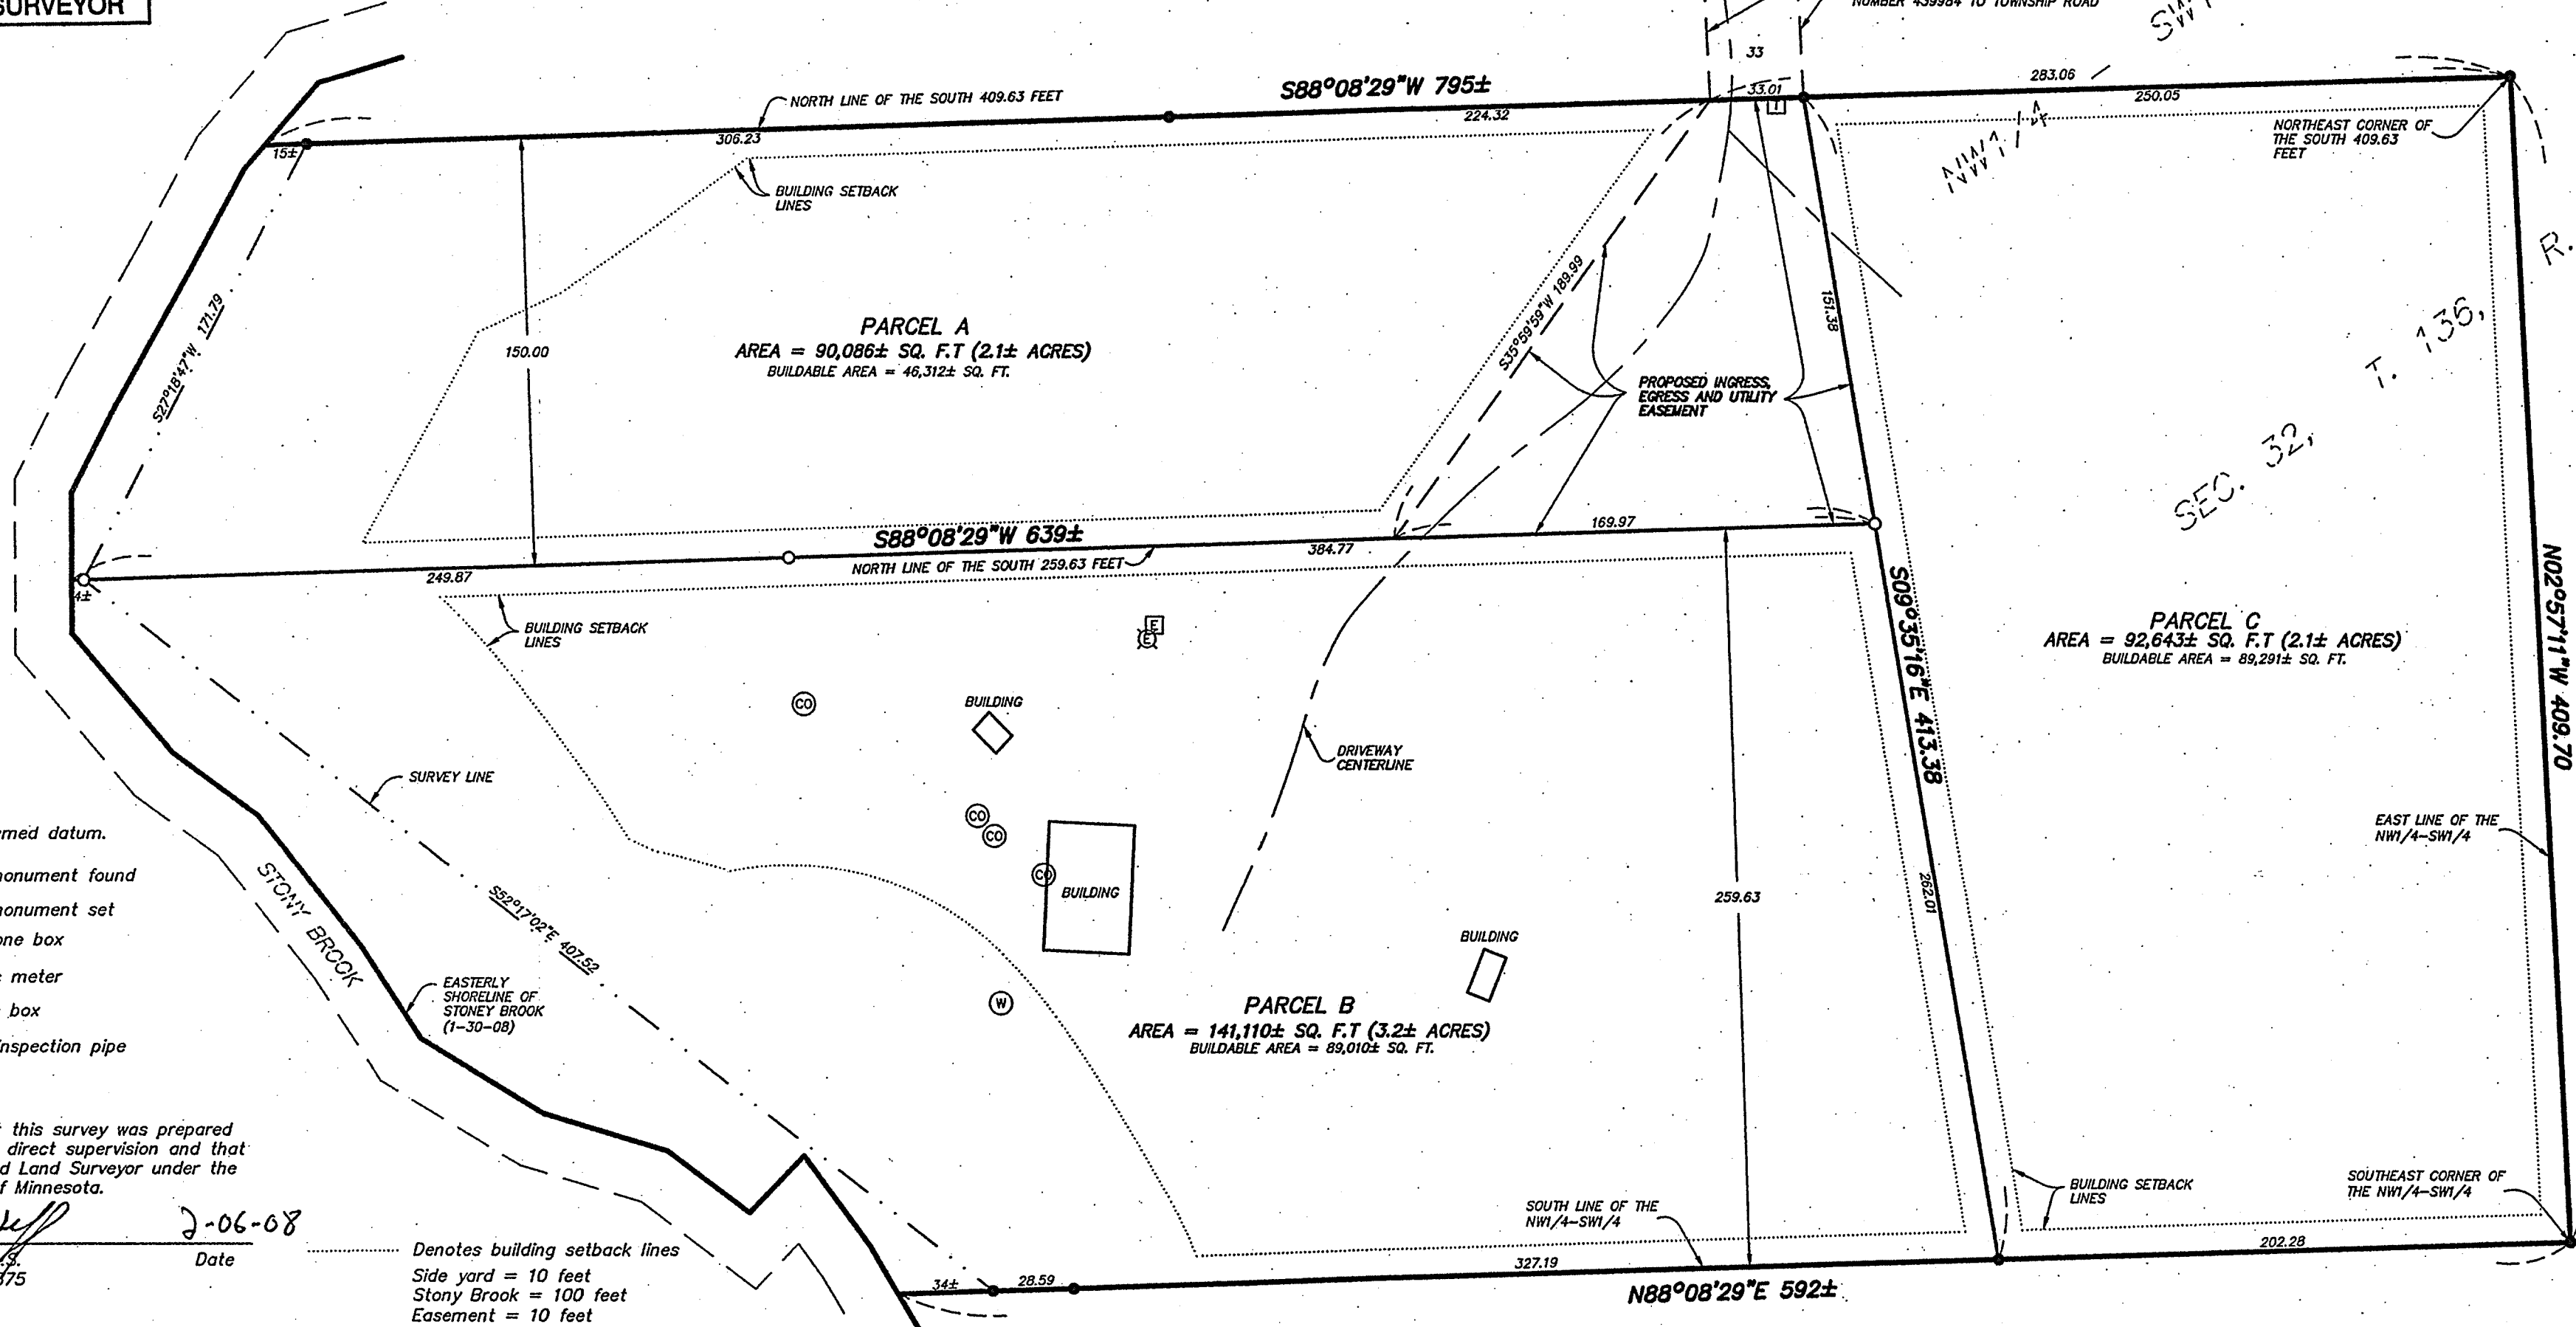 SURVEYOR
NUMBER 439984 TO TOWNSHIP ROAD
33
S88°08'29"W 795±
NORTH LINE OF THE SOUTH 409.63 FEET
283.06
33.01
250.05
224.32
306.23
15±
T
NW1/4
NORTHEAST CORNER OF
THE SOUTH 409.63
FEET
R.
BUILDING SETBACK
LINES
S27°18'47"W 171.79
150.00
PARCEL A
AREA = 90,086± SQ. F.T (2.1± ACRES)
BUILDABLE AREA = 46,312± SQ. FT.
S35°59'59"W 189.99
151.38
PROPOSED INGRESS,
EGRESS AND UTILITY
EASEMENT
T. 136,
SEC. 32,
S88°08'29"W 639±
169.97
384.77
249.87
NORTH LINE OF THE SOUTH 259.63 FEET
4±
BUILDING SETBACK
LINES
E
E
S09°35'16"E 413.38
N02°57'11"W 409.70
PARCEL C
AREA = 92,643± SQ. F.T (2.1± ACRES)
BUILDABLE AREA = 89,291± SQ. FT.
CO
BUILDING
DRIVEWAY
CENTERLINE
SURVEY LINE
CO
CO
CO
BUILDING
EAST LINE OF THE
NW1/4-SW1/4
med datum.
monument found
monument set
one box
meter
box
inspection pipe
STONY BROOK
S52°17'02"E 407.52
259.63
262.01
BUILDING
EASTERLY
SHORELINE OF
STONEY BROOK
(1-30-08)
W
PARCEL B
AREA = 141,110± SQ. F.T (3.2± ACRES)
BUILDABLE AREA = 89,010± SQ. FT.
this survey was prepared
direct supervision and that
d Land Surveyor under the
f Minnesota.
2-06-08
Date
375
SOUTH LINE OF THE
NW1/4-SW1/4
BUILDING SETBACK
LINES
SOUTHEAST CORNER OF
THE NW1/4-SW1/4
202.28
327.19
28.59
34±
N88°08'29"E 592±
Denotes building setback lines
Side yard = 10 feet
Stony Brook = 100 feet
Easement = 10 feet